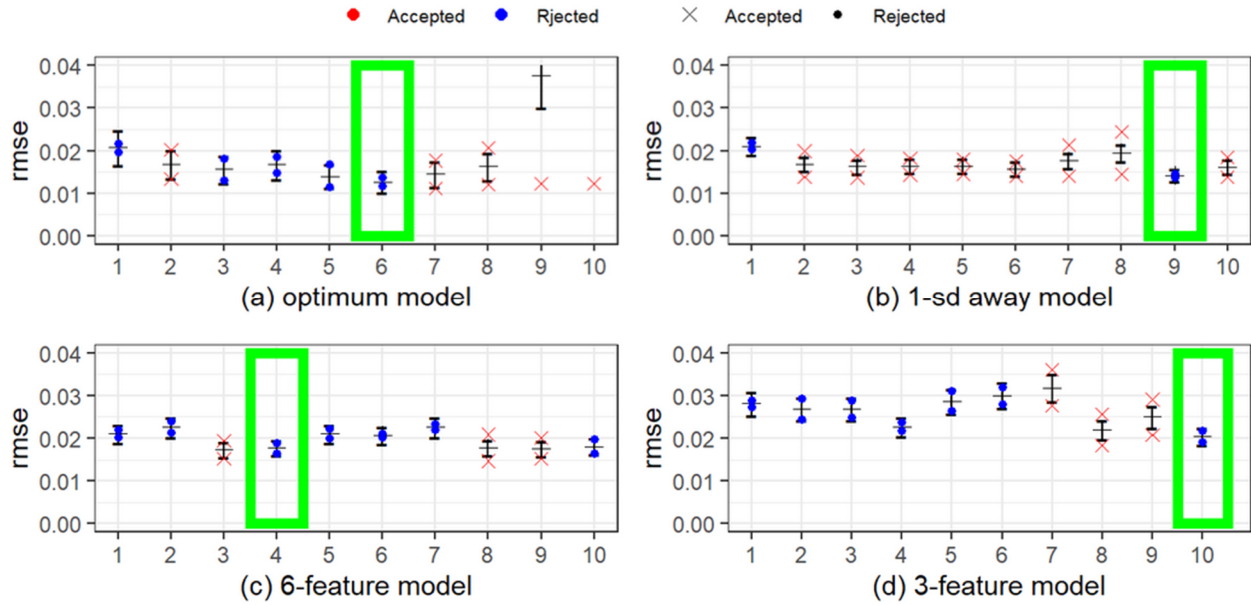 Accepted Rjected Accepted Rejected
0.04 0.04
0.03 0.03
0.02 0.02
0.01 0.01
0.00 0.00
rmse rmse
1 2 3 4 5 6 7 8 9 10 1 2 3 4 5 6 7 8 9 10
(a) optimum model (b) 1-sd away model
0.04 0.04
0.03 0.03
0.02 0.02
0.01 0.01
0.00 0.00
rmse rmse
1 2 3 4 5 6 7 8 9 10 1 2 3 4 5 6 7 8 9 10
(c) 6-feature model (d) 3-feature model